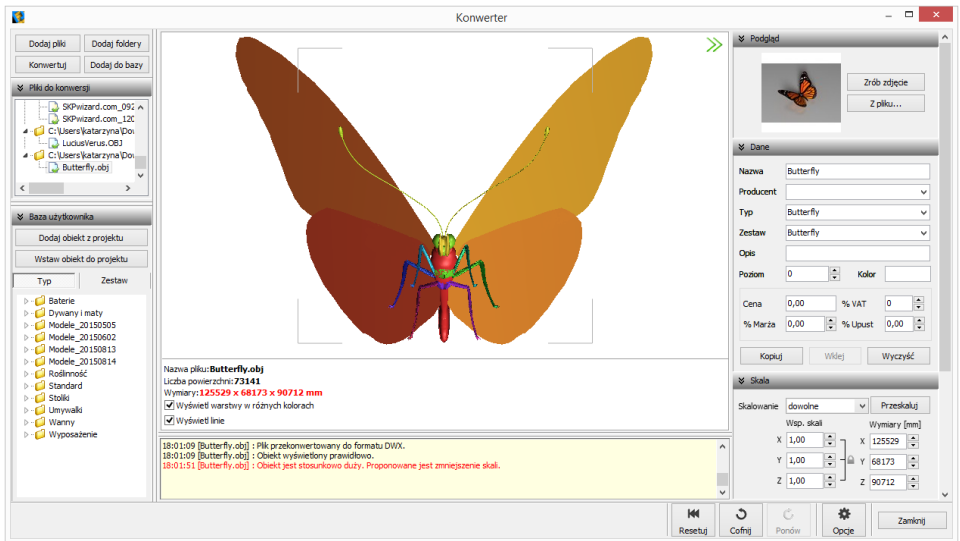 Konwerter
Dodaj pliki
Dodaj foldery
Konwertuj
Dodaj do bazy
Pliki do konwersji
SKPwizard.com_092
SKPwizard.com_120
C:\Users\katarzyna\Dov
LuciusVerus.OBJ
C:\Users\katarzyna\Dov
Butterfly.obj
Baza użytkownika
Dodaj obiekt z projektu
Wstaw obiekt do projektu
Typ
Zestaw
Baterie
Dywany i maty
Modele_20150505
Modele_20150602
Modele_20150813
Modele_20150814
Roślinność
Standard
Stoliki
Umywalki
Wanny
Wyposażenie
Nazwa pliku:Butterfly.obj
Liczba powierzchni:73141
Wymiary:125529 x 68173 x 90712 mm
Wyświetl warstwy w różnych kolorach
Wyświetl linie
18:01:09 [Butterfly.obj] : Plik przekonwertowany do formatu DWX.
18:01:09 [Butterfly.obj] : Obiekt wyświetlony prawidłowo.
18:01:51 [Butterfly.obj] : Obiekt jest stosunkowo duży. Proponowane jest zmniejszenie skali.
Podgląd
Zrób zdjęcie
Z pliku...
Dane
Nazwa Butterfly
Producent
Typ Butterfly
Zestaw Butterfly
Opis
Poziom 0 Kolor
Cena 0,00 % VAT 0
% Marża 0,00 % Upust 0,00
Kopiuj Wklej Wyczyść
Skala
Skalowanie dowolne Przeskaluj
Wsp. skali Wymiary [mm]
X 1,00 X 125529
Y 1,00 Y 68173
Z 1,00 Z 90712
Resetuj
Cofnij
Ponów
Opcje
Zamknij